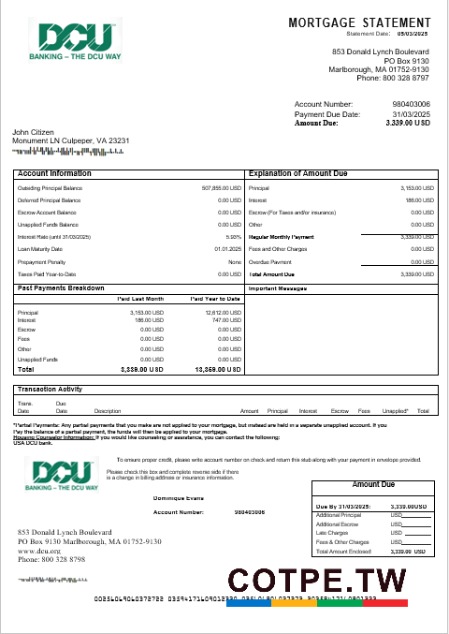 DCU
BANKING – THE DCU WAY
MORTGAGE STATEMENT
Statement Date: 05/03/2025
853 Donald Lynch Boulevard
PO Box 9130
Marlborough, MA 01752-9130
Phone: 800 328 8797
Account Number: 980403006
Payment Due Date: 31/03/2025
Amount Due: 3,339.00 USD
John Citizen
Monument LN Culpeper, VA 23231
Account Information
Outsding Principal Balance 507,855.00 USD
Deferred Principal Balance 0.00 USD
Escrow Account Balance 0.00 USD
Unapplied Funds Balance 0.00 USD
Interest Rate (until 31/03/2025) 5.93%
Loan Maturity Date 01.01.2025
Prepayment Penalty None
Taxes Paid Year-to-Date 0.00 USD
Explanation of Amount Due
Principal 3,153.00 USD
Interest 186.00 USD
Escrow (For Taxes and/or insurance) 0.00 USD
Other 0.00 USD
Regular Monthly Payment 3,339.00 USD
Fees and Other Charges 0.00 USD
Overdue Payment 0.00 USD
Total Amount Due 3,339.00 USD
Past Payments Breakdown
Paid Last Month Paid Year to Date
Principal 3,153.00 USD 12,612.00 USD
Interest 186.00 USD 747.00 USD
Escrow 0.00 USD 0.00 USD
Fees 0.00 USD 0.00 USD
Other 0.00 USD 0.00 USD
Unapplied Funds 0.00 USD 0.00 USD
Total 3,339.00 USD 13,359.00 USD
Important Messages
Transaction Activity
Trans. Date Due Date Description Amount Principal Interest Escrow Fees Unapplied* Total
*Partial Payments: Any partial payments that you make are not applied to your mortgage, but instead are held in a separate unapplied account. If you
Pay the balance of a partial payment, the funds will then be applied to your mortgage.
Housing Counselor Information: If you would like counseling or assistance, you can contact the following:
USA DCU bank.
To ensure proper credit, please write account number on check and return this stub along with your payment in envelope provided.
DCU
BANKING – THE DCU WAY
Please check this box and complete reverse side if there
is a change in billing address or insurance information.
Dominique Evans
Account Number: 980403006
853 Donald Lynch Boulevard
PO Box 9130 Marlborough, MA 01752-9130
www.dcu.org
Phone: 800 328 8798
Amount Due
Due By 31/03/2025: 3,339.00USD
Additional Principal USD
Additional Escrow USD
Late Charges USD
Fees & Other Charges USD
Total Amount Enclosed 3,339.00 USD
COTPE.TW